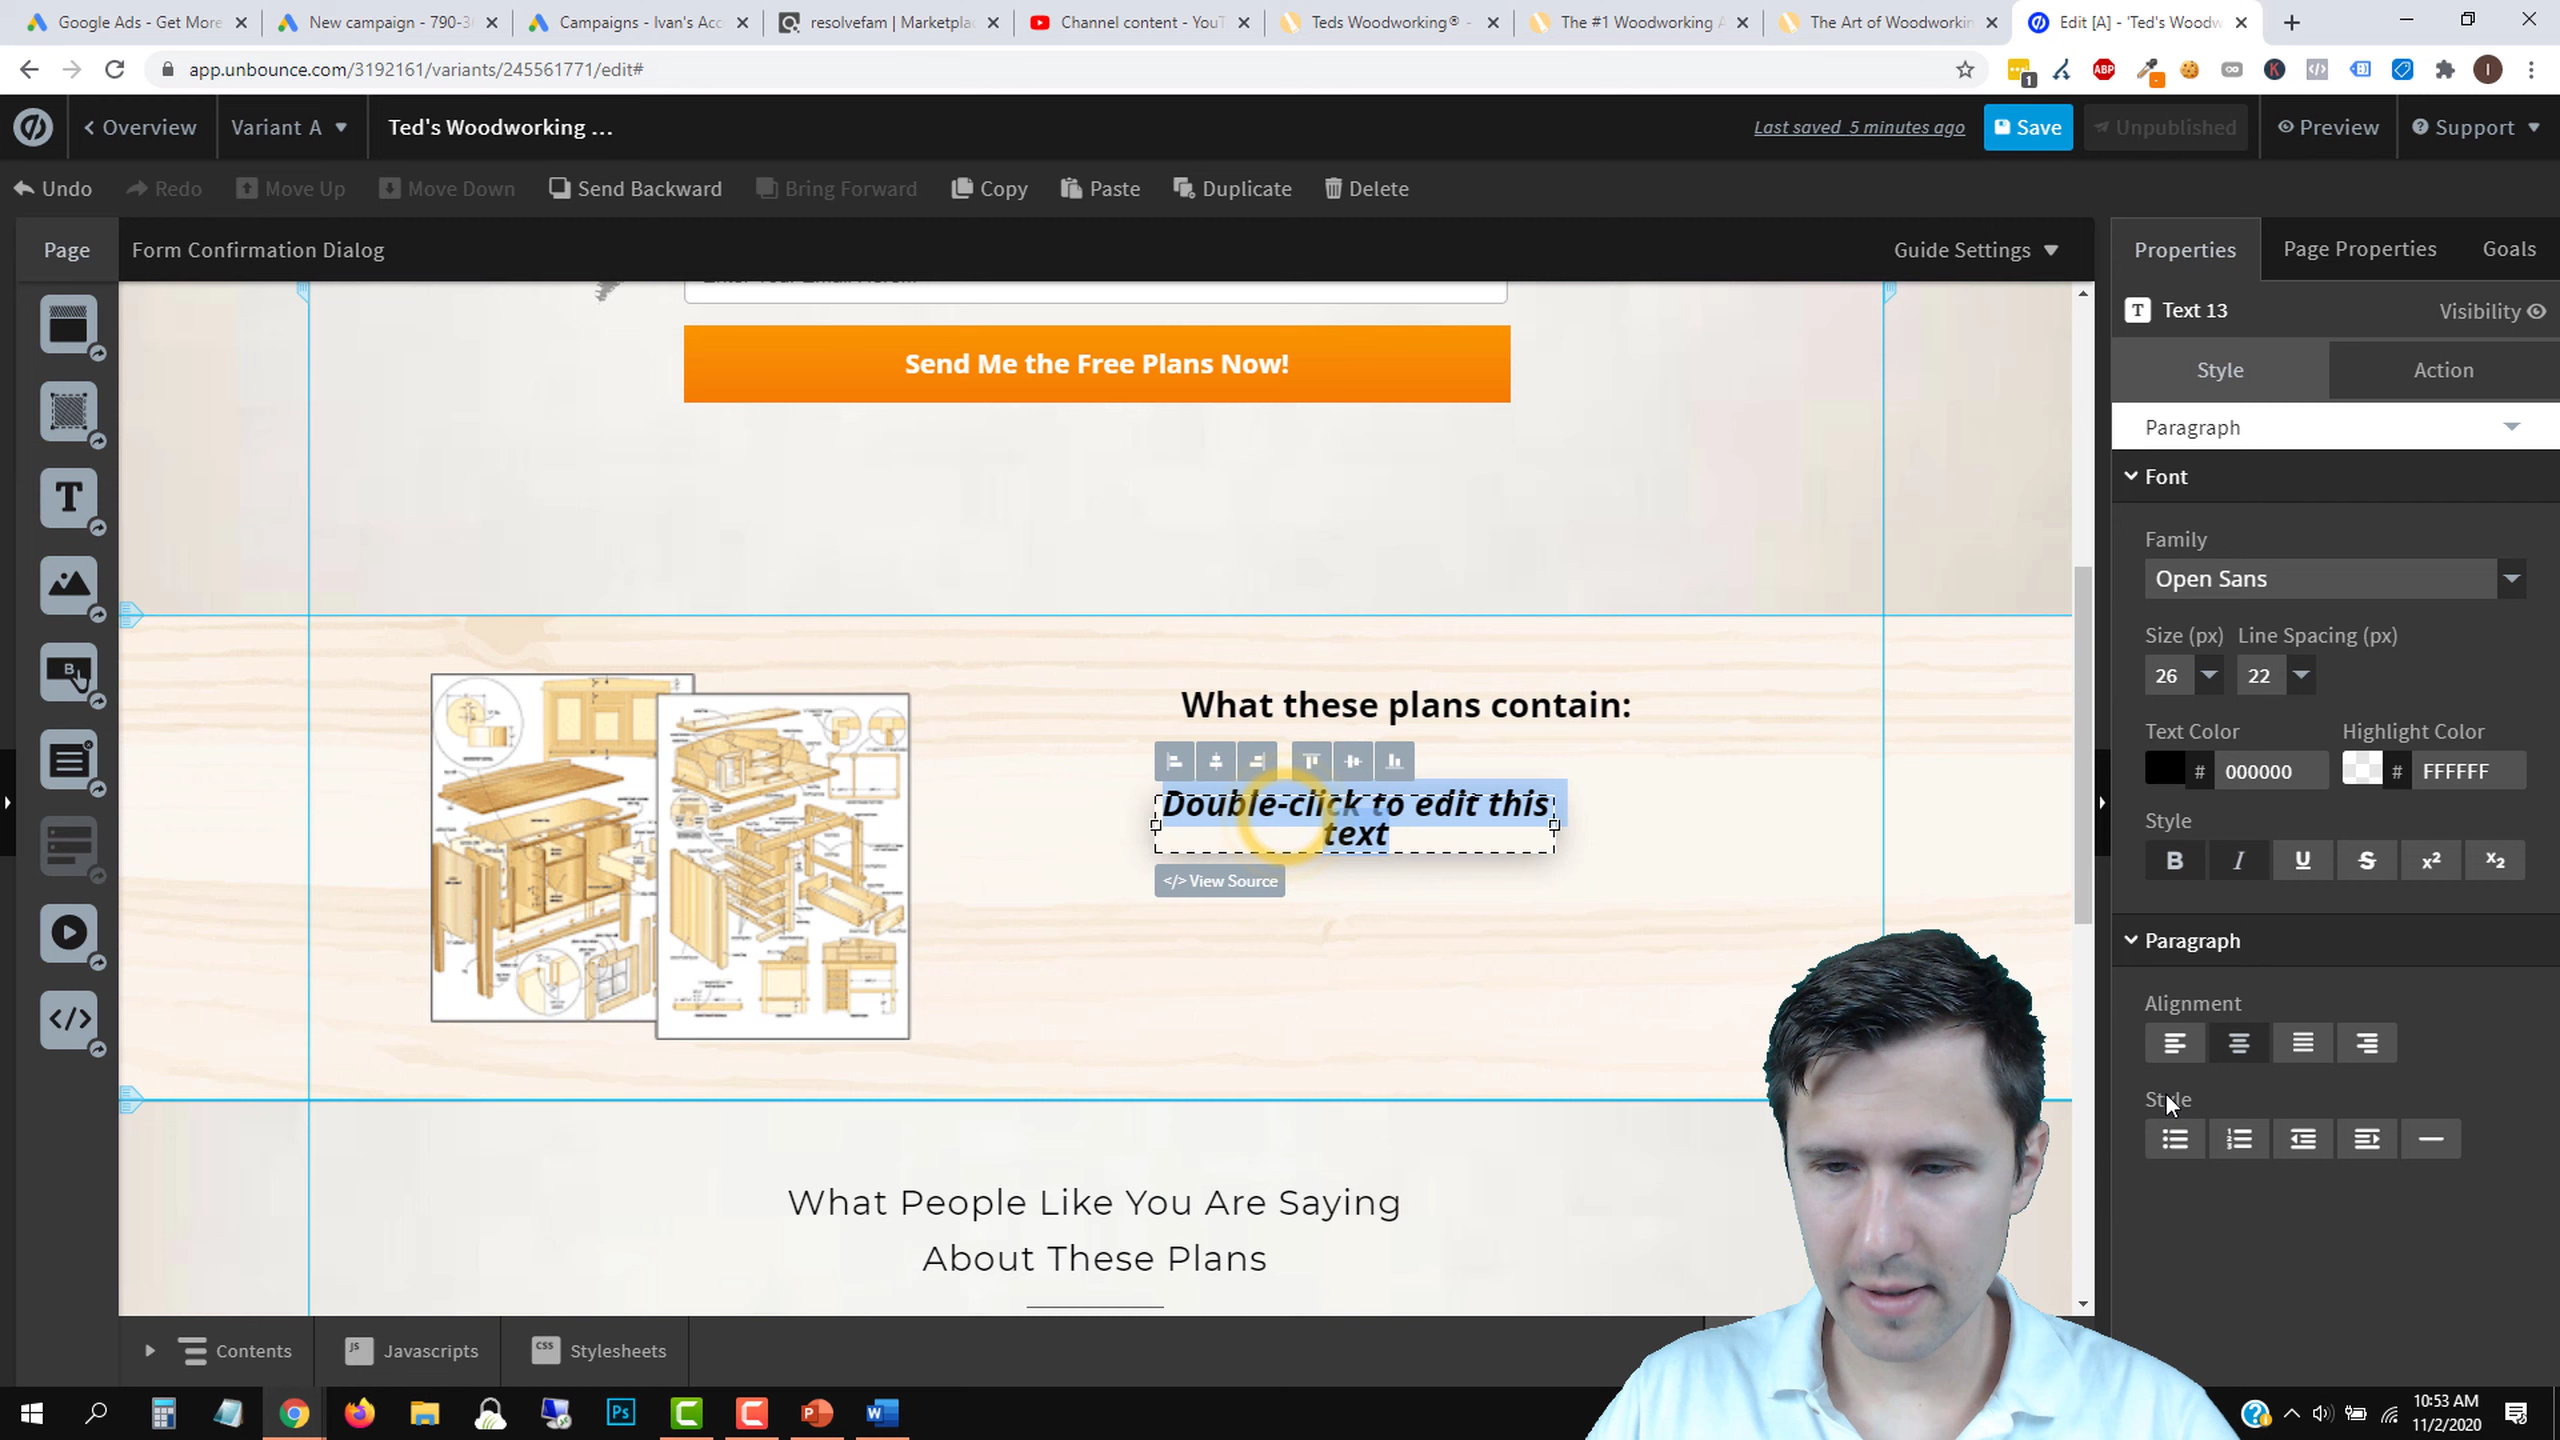 Google Ads - Get More
New campaign - 790-3
Campaigns - Ivan's Acc
resolvefam | Marketpla
Channel content - YouT
Teds Woodworking® -
The #1 Woodworking A
The Art of Woodworkin
Edit [A] - 'Ted's Woodw
app.unbounce.com/3192161/variants/245561771/edit#
1
ABP
K
I
Overview
Variant A
Ted's Woodworking ...
Last saved 5 minutes ago
Save
Unpublished
Preview
Support
Undo
Redo
Move Up
Move Down
Send Backward
Bring Forward
Copy
Paste
Duplicate
Delete
Page
Form Confirmation Dialog
Guide Settings
Properties
Page Properties
Goals
T Text 13
Visibility
Style
Action
Paragraph
Font
Family
Open Sans
Size (px)
Line Spacing (px)
26
22
Text Color
Highlight Color
# 000000
# FFFFFF
Style
B I U S x² x₂
Paragraph
Alignment
Style
Send Me the Free Plans Now!
What these plans contain:
Double-click to edit this
text
</> View Source
What People Like You Are Saying
About These Plans
T
B
</>
Contents
JS Javascripts
CSS Stylesheets
Ps
10:53 AM
11/2/2020